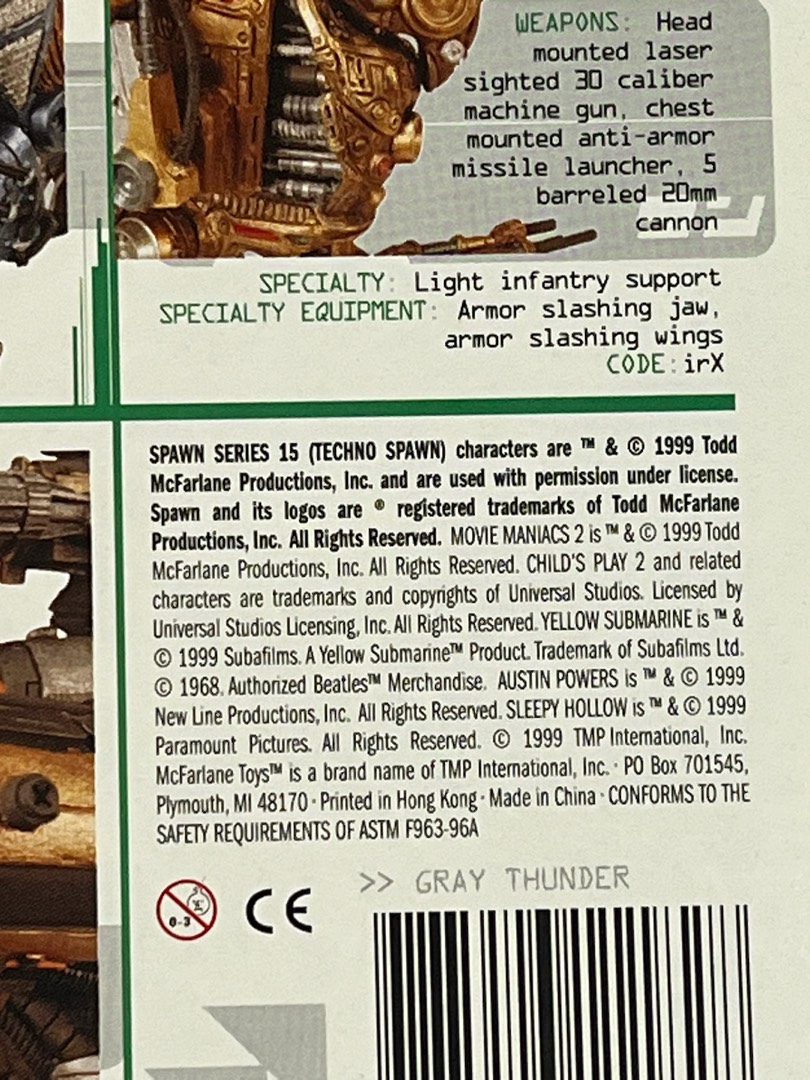 WEAPONS: Head
mounted laser
sighted 30 caliber
machine gun, chest
mounted anti-armor
missile launcher, 5
barreled 20mm
cannon
SPECIALTY: Light infantry support
SPECIALTY EQUIPMENT: Armor slashing jaw,
armor slashing wings
CODE:irX
SPAWN SERIES 15 (TECHNO SPAWN) characters are ™ & © 1999 Todd
McFarlane Productions, Inc. and are used with permission under license.
Spawn and its logos are ® registered trademarks of Todd McFarlane
Productions, Inc. All Rights Reserved. MOVIE MANIACS 2 is ™ & © 1999 Todd
McFarlane Productions, Inc. All Rights Reserved. CHILD'S PLAY 2 and related
characters are trademarks and copyrights of Universal Studios. Licensed by
Universal Studios Licensing, Inc. All Rights Reserved. YELLOW SUBMARINE is ™ &
© 1999 Subafilms. A Yellow Submarine™ Product. Trademark of Subafilms Ltd.
© 1968. Authorized Beatles™ Merchandise. AUSTIN POWERS is ™ & © 1999
New Line Productions, Inc. All Rights Reserved. SLEEPY HOLLOW is ™ & © 1999
Paramount Pictures. All Rights Reserved. © 1999 TMP International, Inc.
McFarlane Toys™ is a brand name of TMP International, Inc. · PO Box 701545,
Plymouth, MI 48170 · Printed in Hong Kong · Made in China · CONFORMS TO THE
SAFETY REQUIREMENTS OF ASTM F963-96A
0-3 CE
>> GRAY THUNDER